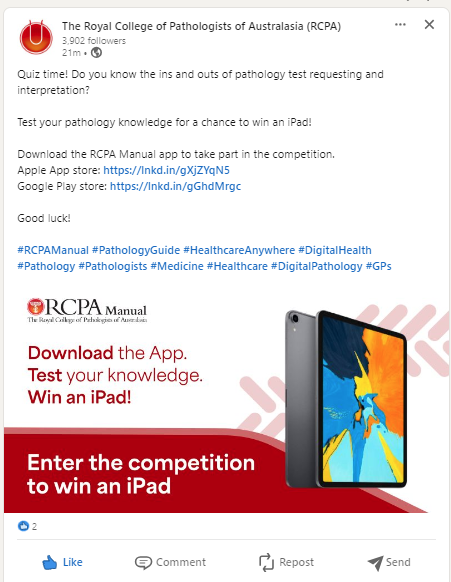 The Royal College of Pathologists of Australasia (RCPA)
3,902 followers
21m •
Quiz time! Do you know the ins and outs of pathology test requesting and
interpretation?
Test your pathology knowledge for a chance to win an iPad!
Download the RCPA Manual app to take part in the competition.
Apple App store: https://lnkd.in/gXjZYqN5
Google Play store: https://lnkd.in/gGhdMrgc
Good luck!
#RCPAManual #PathologyGuide #HealthcareAnywhere #DigitalHealth
#Pathology #Pathologists #Medicine #Healthcare #DigitalPathology #GPs
RCPA Manual
The Royal College of Pathologists of Australasia
Download the App.
Test your knowledge.
Win an iPad!
Enter the competition
to win an iPad
2
Like Comment Repost Send